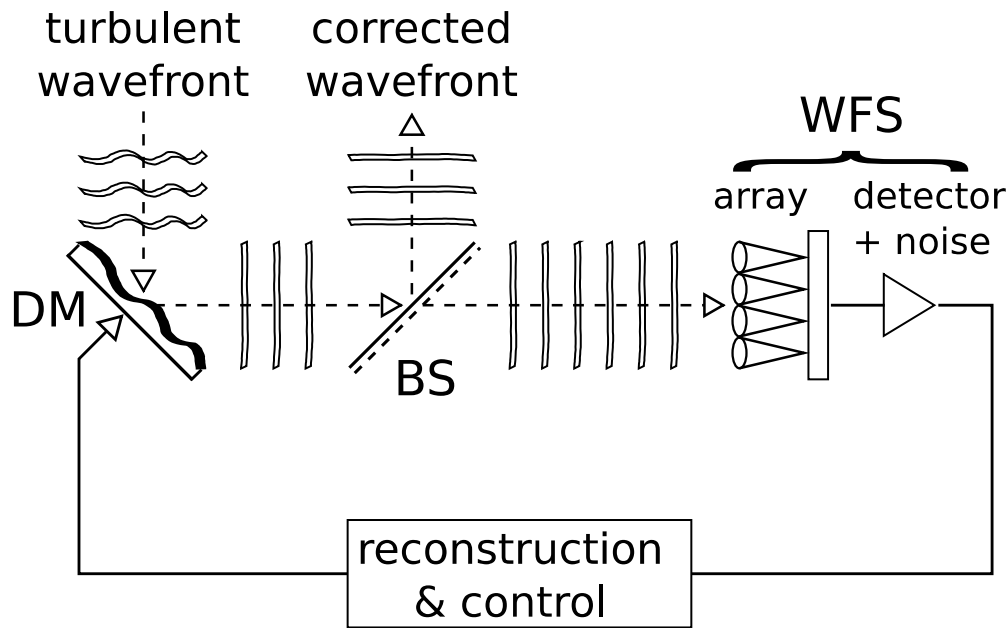 turbulent
wavefront
corrected
wavefront
WFS
array
detector
+ noise
DM
BS
reconstruction
& control